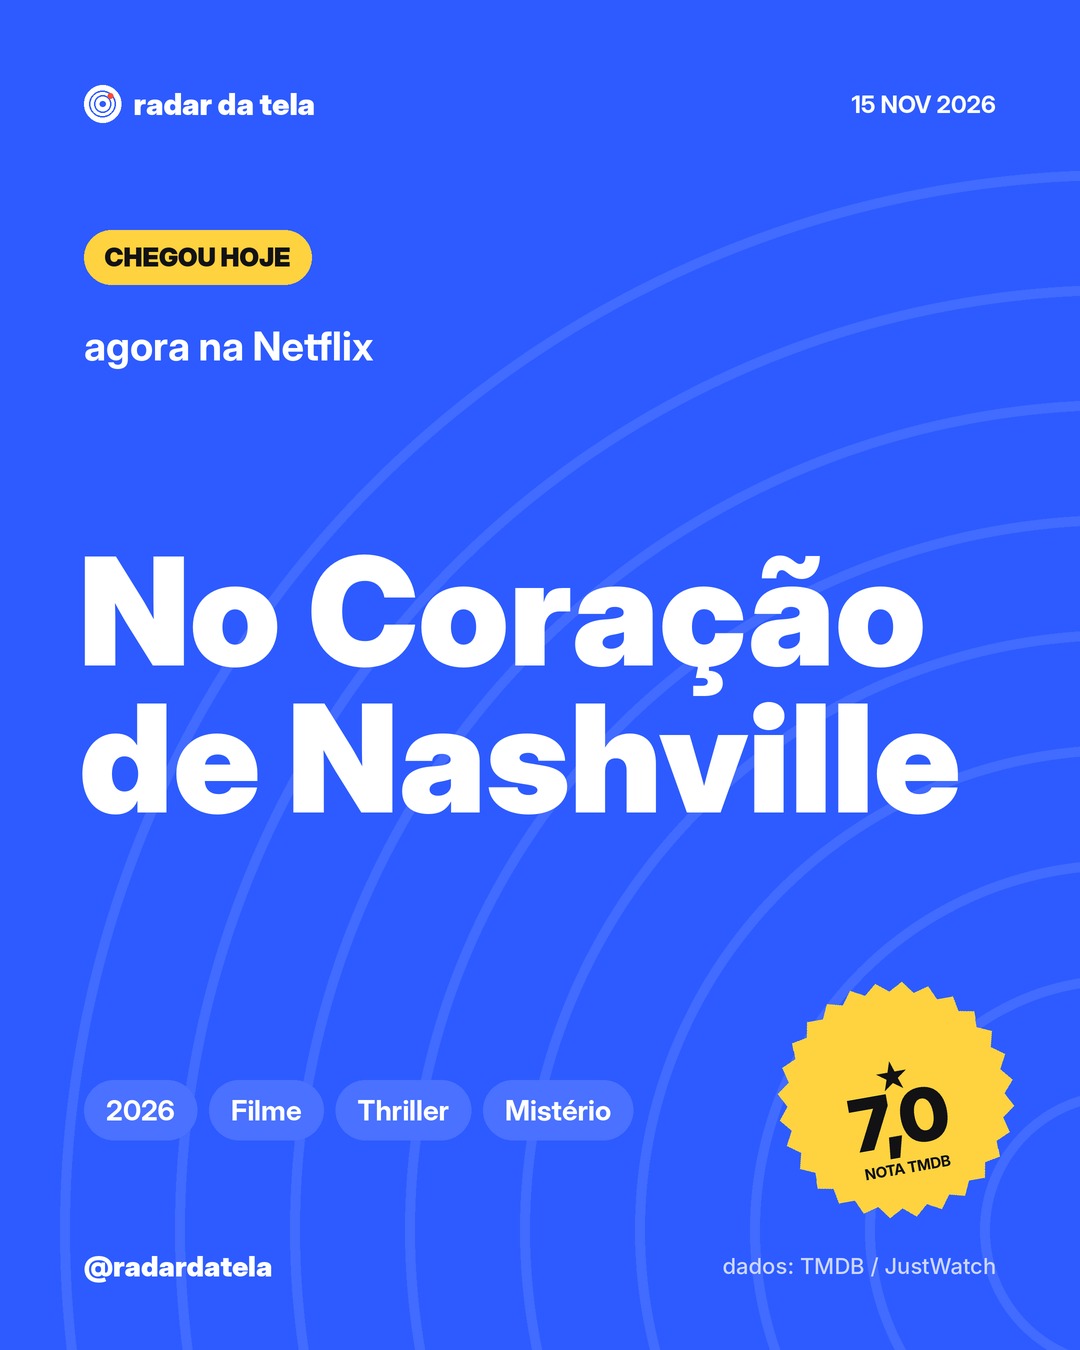 radar da tela
15 NOV 2026
CHEGOU HOJE
agora na Netflix
No Coração
de Nashville
2026
Filme
Thriller
Mistério
★
7,0
NOTA TMDB
@radardatela
dados: TMDB / JustWatch